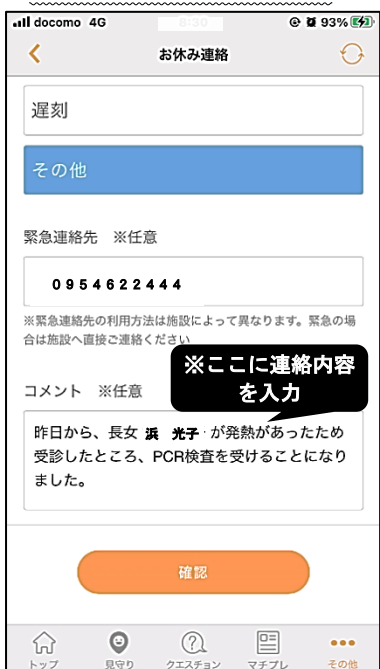 docomo 4G 8:30 93%
お休み連絡
遅刻
その他
緊急連絡先 ※任意
0954622444
※緊急連絡先の利用方法は施設によって異なります。緊急の場
合は施設へ直接ご連絡ください
※ここに連絡内容
を入力
コメント ※任意
昨日から、長女 浜 光子 が発熱があったため
受診したところ、PCR検査を受けることになり
ました。
確認
トップ 見守り クエスチョン マチプレ その他